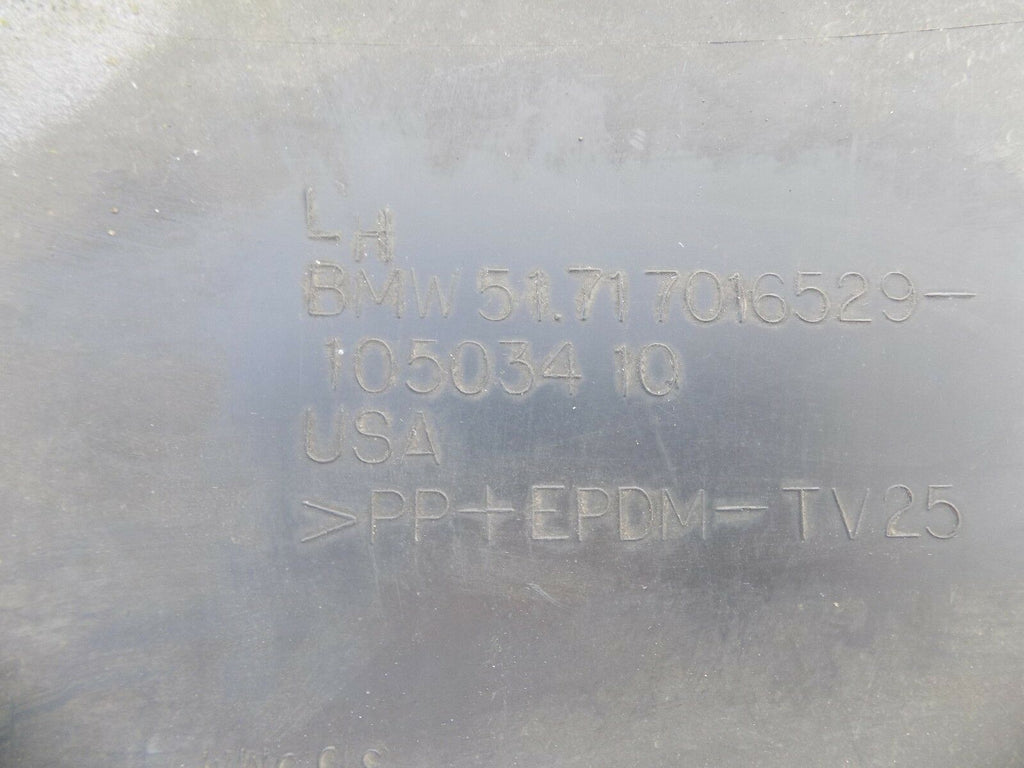 LH
BMW 51.71 7016529-
105034 10
USA
>PP+EPDM-TV25